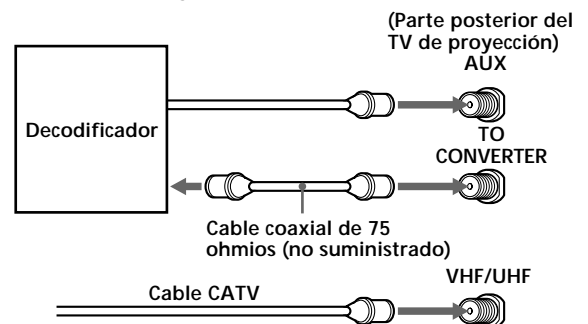 (Parte posterior del
TV de proyección)
AUX
Decodificador
TO
CONVERTER
Cable coaxial de 75
ohmios (no suministrado)
VHF/UHF
Cable CATV